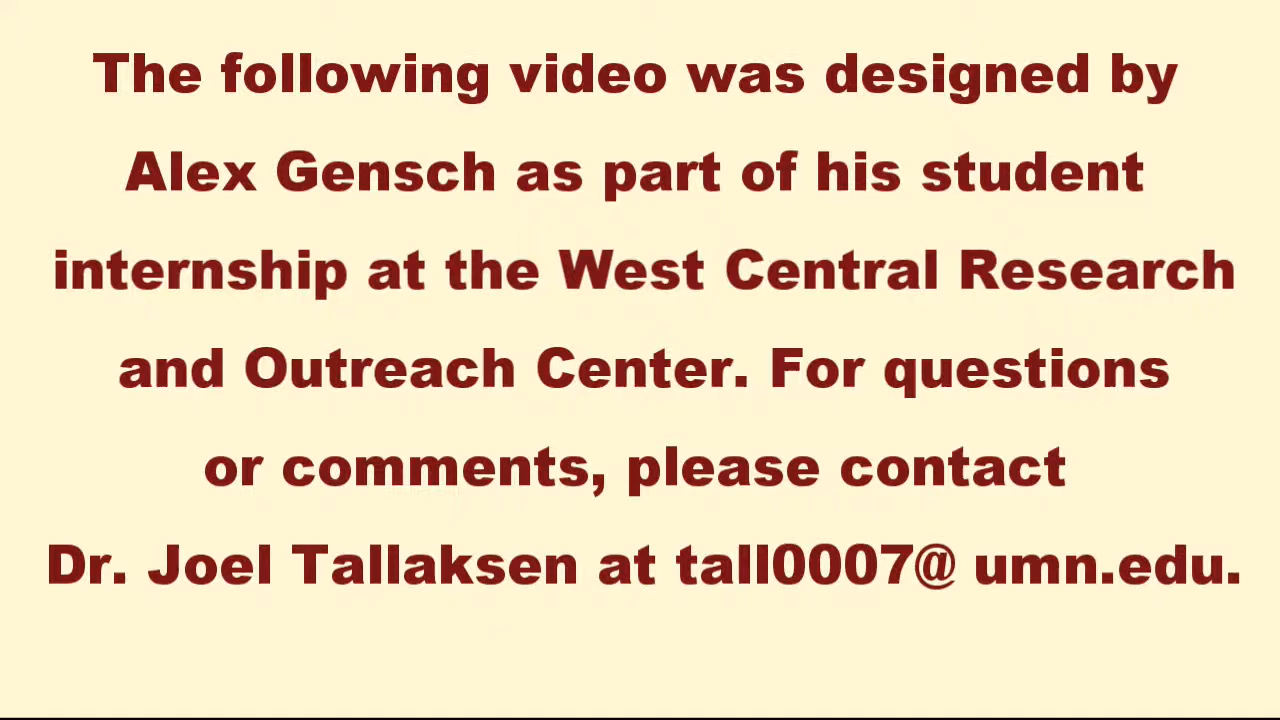 The following video was designed by
Alex Gensch as part of his student
internship at the West Central Research
and Outreach Center. For questions
or comments, please contact
Dr. Joel Tallaksen at tall0007@ umn.edu.